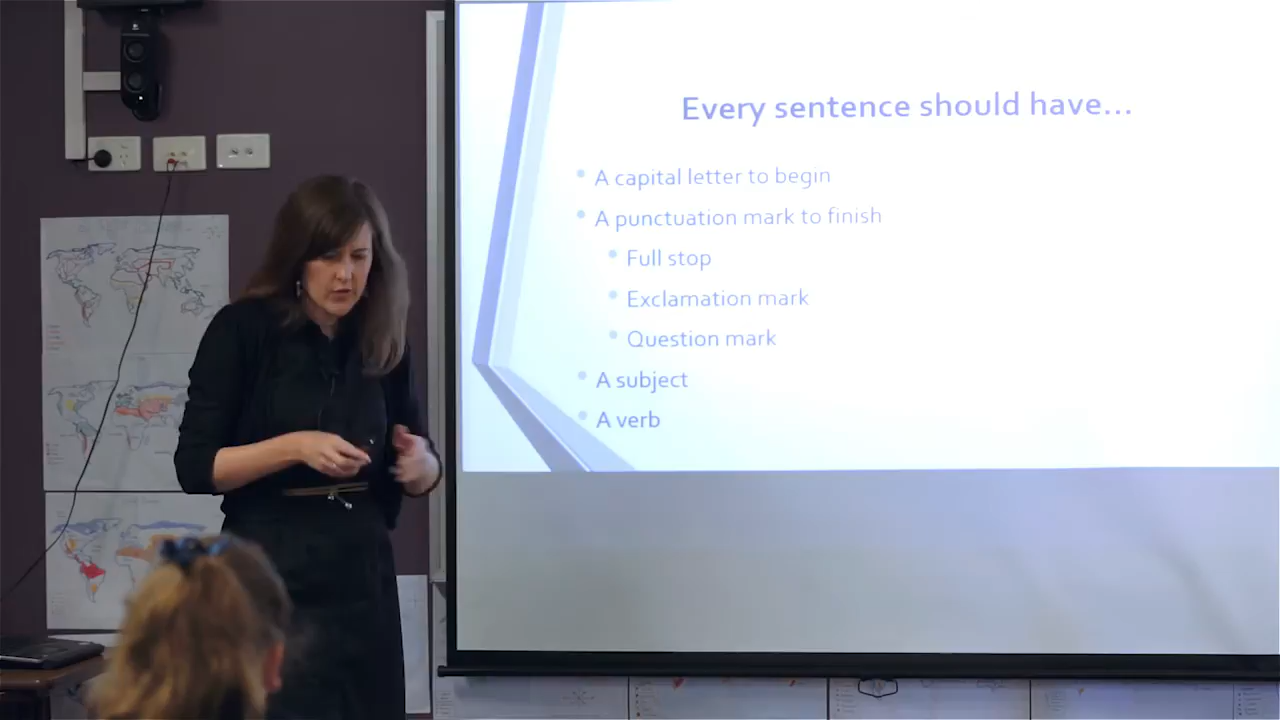 Every sentence should have...
A capital letter to begin
A punctuation mark to finish
Full stop
Exclamation mark
Question mark
A subject
A verb